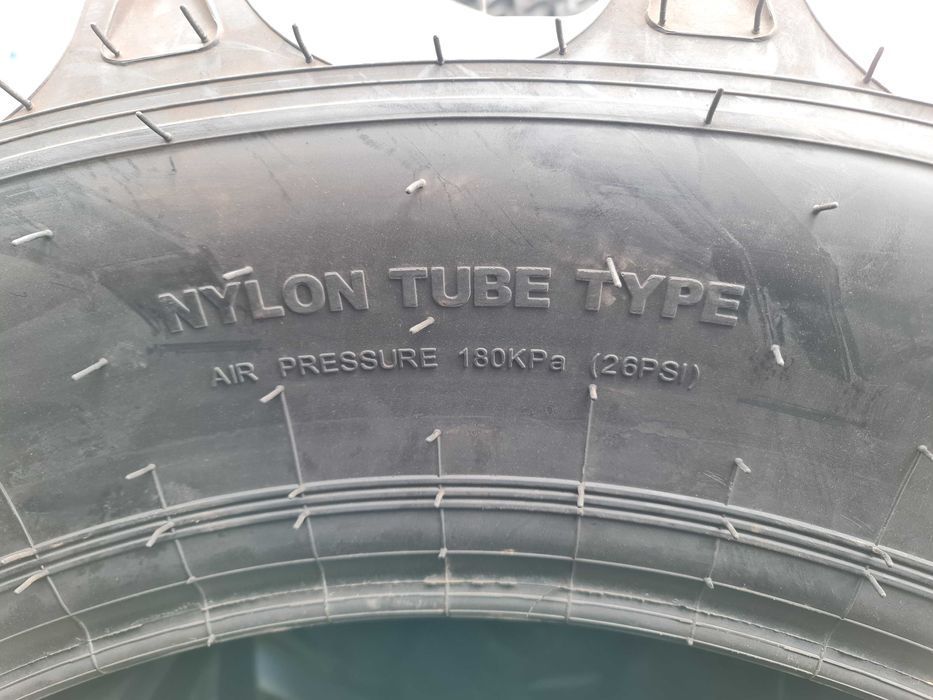 NYLON TUBE TYPE
AIR PRESSURE 180KPa (26PSI)